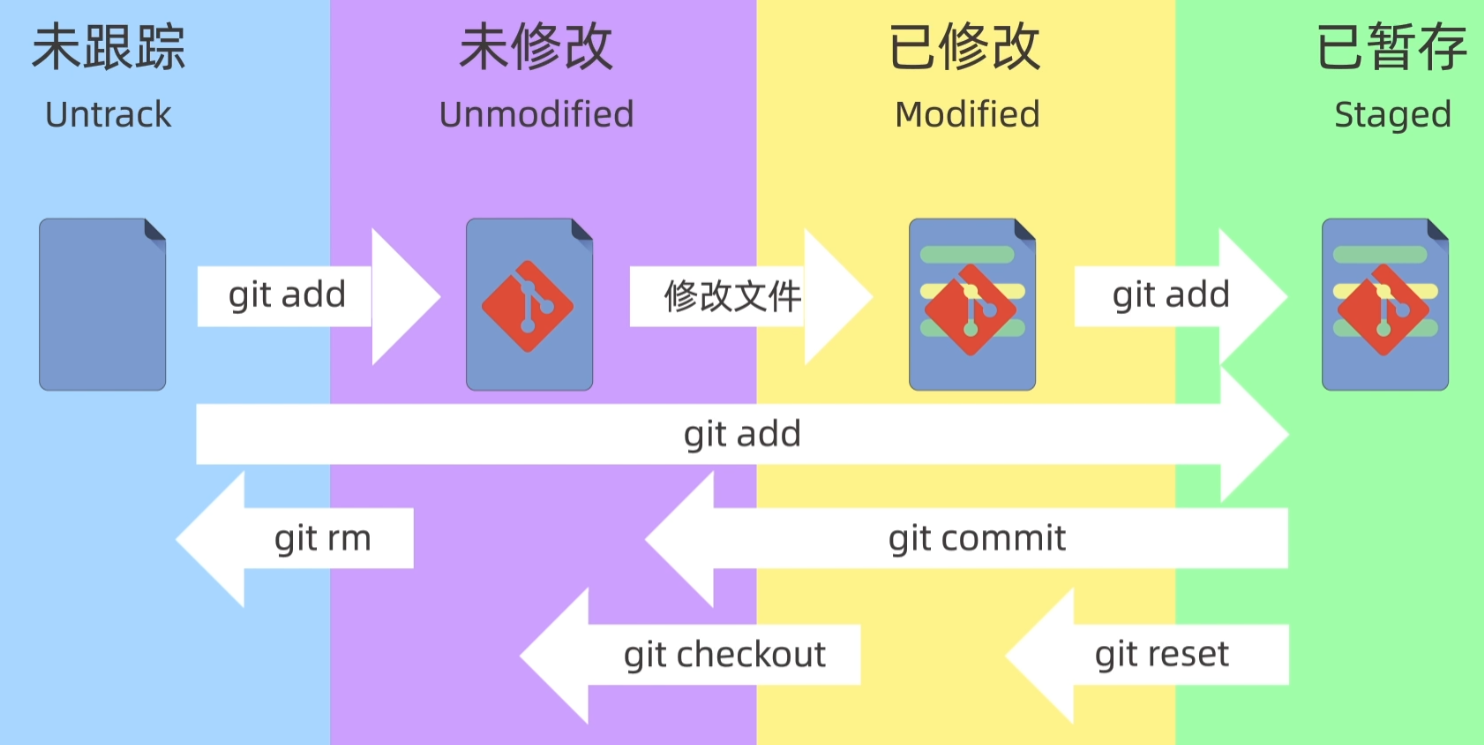 未跟踪
未修改
已修改
已暂存
Untrack
Unmodified
Modified
Staged
git add
修改文件
git add
git add
git rm
git commit
git checkout
git reset